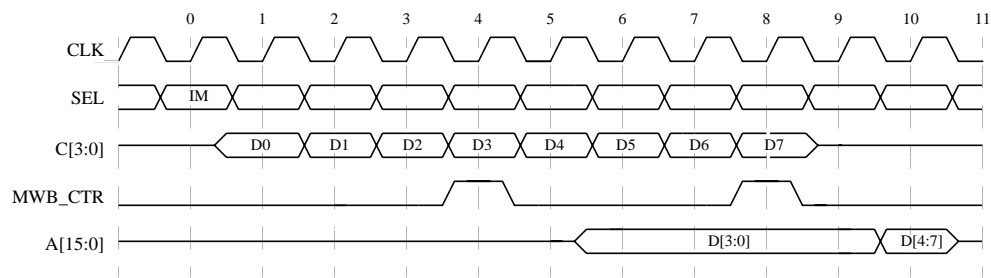 0 1 2 3 4 5 6 7 8 9 10 11
CLK
SEL IM
C[3:0] D0 D1 D2 D3 D4 D5 D6 D7
MWB_CTR
A[15:0] D[3:0] D[4:7]